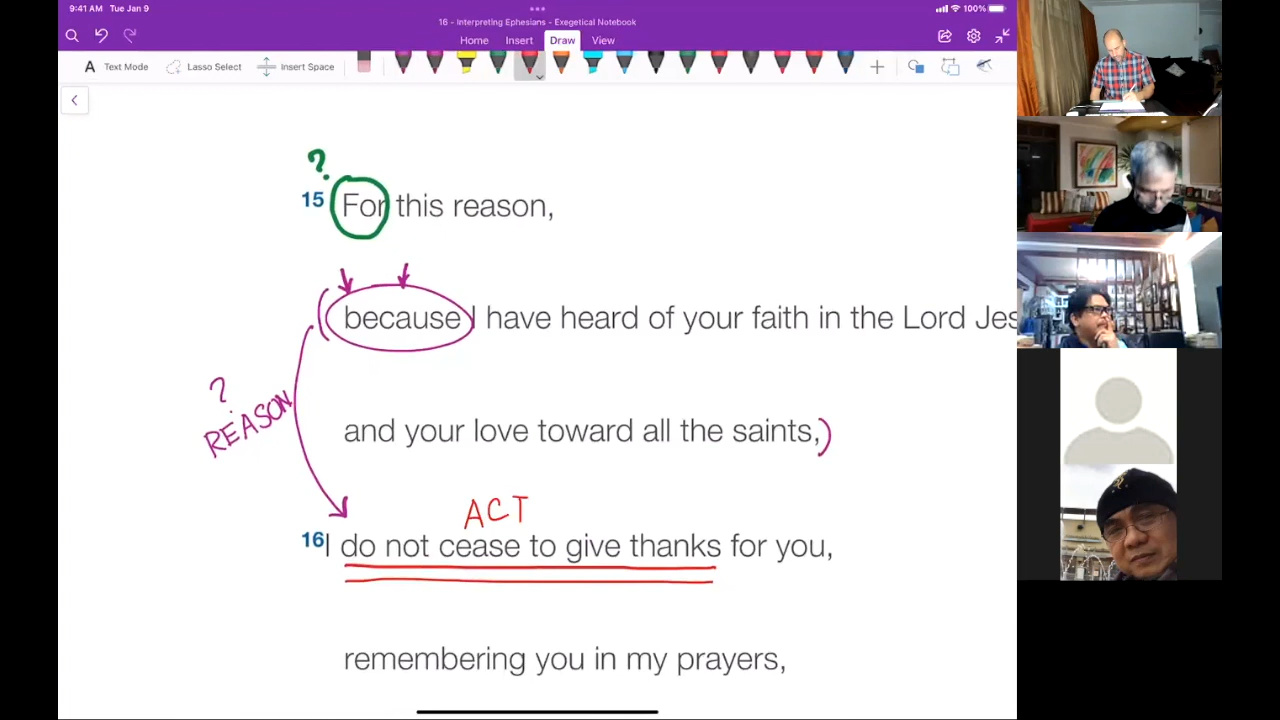 9:41 AM Tue Jan 9
100%
16 - Interpreting Ephesians - Exegetical Notebook
Home Insert Draw View
A Text Mode Lasso Select Insert Space
?
15 For this reason,
because I have heard of your faith in the Lord Jes
?
REASON
and your love toward all the saints,)
ACT
16 I do not cease to give thanks for you,
remembering you in my prayers,